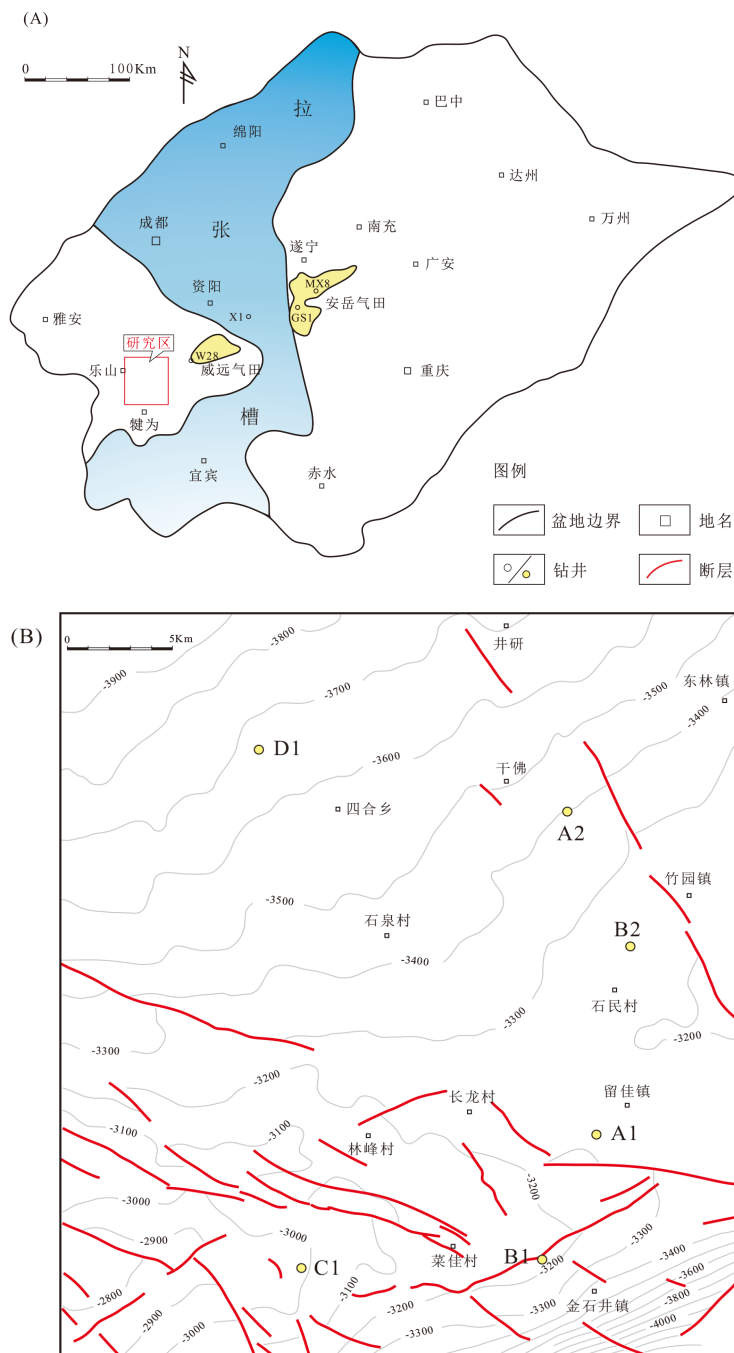 (A)
0 100Km
N
拉
张
槽
巴中
绵阳
达州
万州
成都
南充
遂宁
广安
资阳
MX8
安岳气田
GS1
X1
雅安
研究区
W28
威远气田
乐山
重庆
犍为
宜宾
赤水
图例
盆地边界
地名
钻井
断层
(B)
0 5Km
-3800
井研
-3900
-3700
-3500
东林镇
-3400
D1
-3600
干佛
四合乡
A2
竹园镇
-3500
石泉村
B2
-3400
石民村
-3300
-3200
-3300
-3200
长龙村
留佳镇
-3100
-3100
林峰村
A1
-3200
-3000
-3000
-2900
菜佳村
-3300
-3400
B1
-3200
C1
-3100
-3600
-2800
金石井镇
-3800
-3200
-3300
-4000
-2900
-3000
-3300